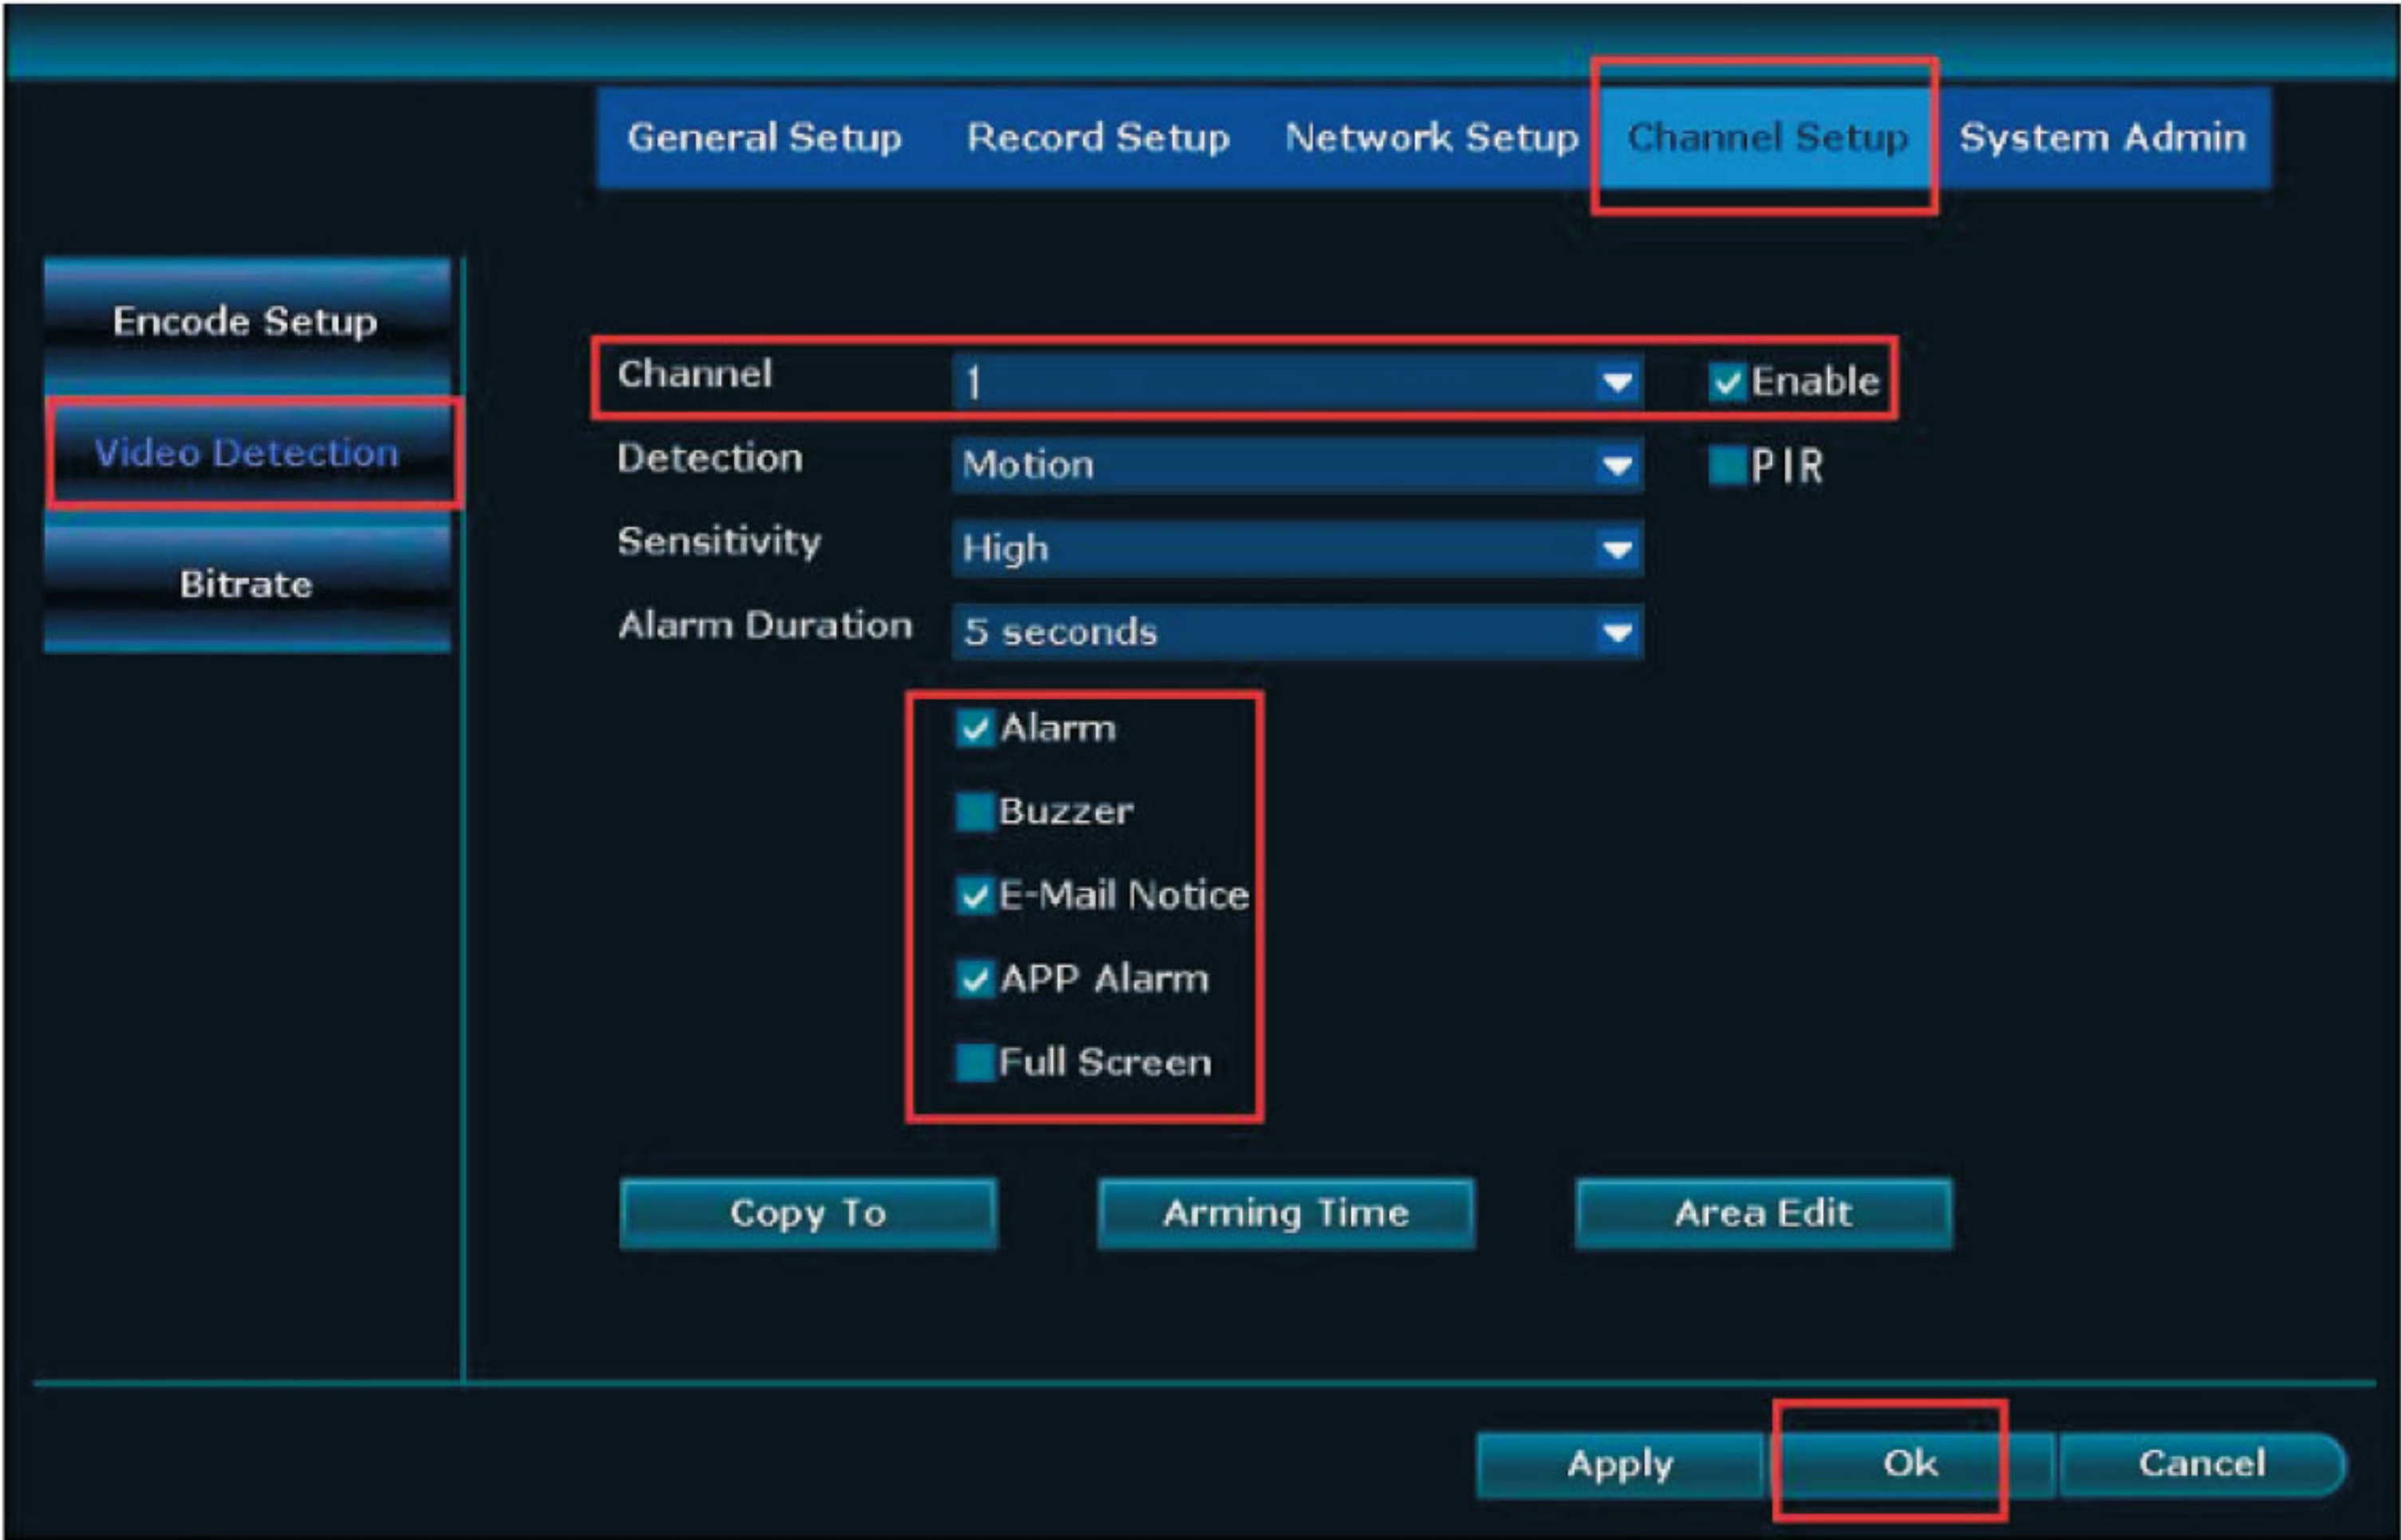 General Setup Record Setup Network Setup Channel Setup System Admin
Encode Setup
Video Detection
Bitrate
Channel 1 Enable
Detection Motion PIR
Sensitivity High
Alarm Duration 5 seconds
Alarm
Buzzer
E-Mail Notice
APP Alarm
Full Screen
Copy To Arming Time Area Edit
Apply Ok Cancel